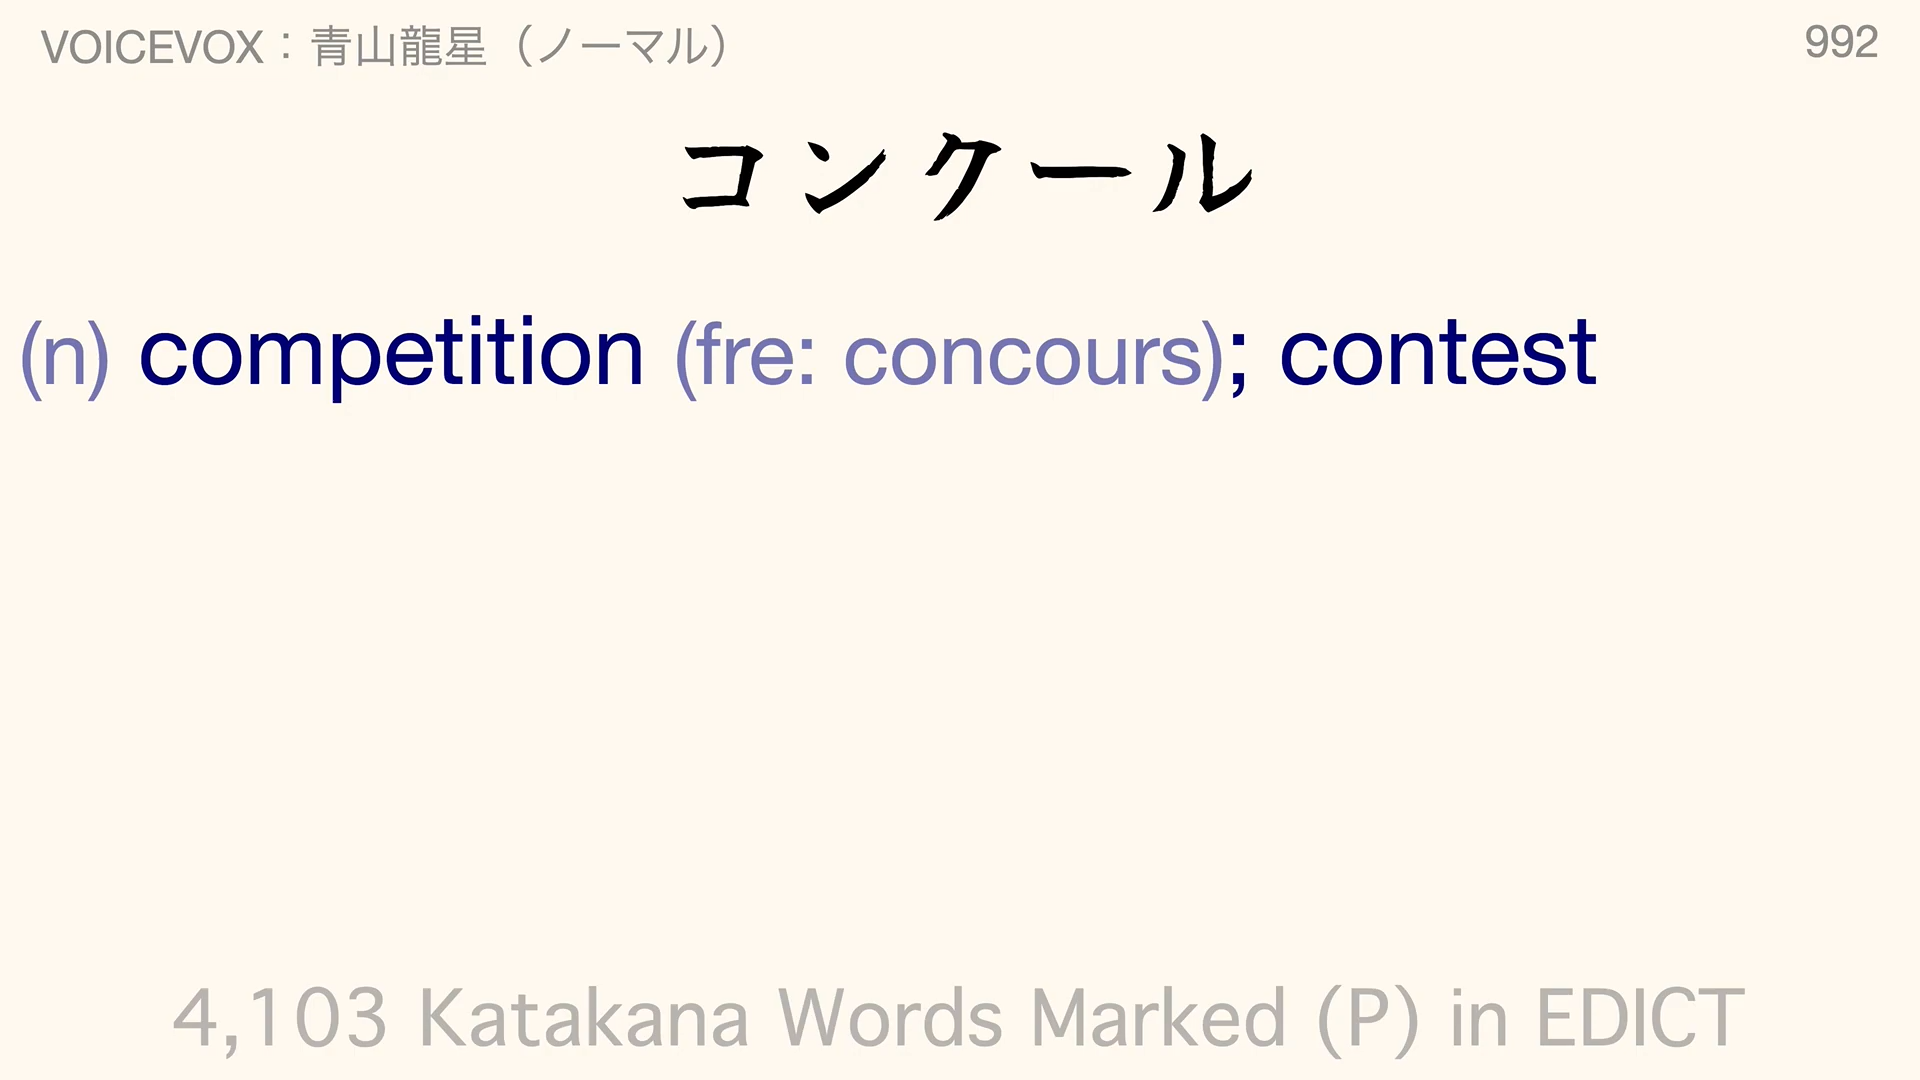 VOICEVOX：青山龍星（ノーマル）
992
コンクール
(n) competition (fre: concours); contest
4,103 Katakana Words Marked (P) in EDICT